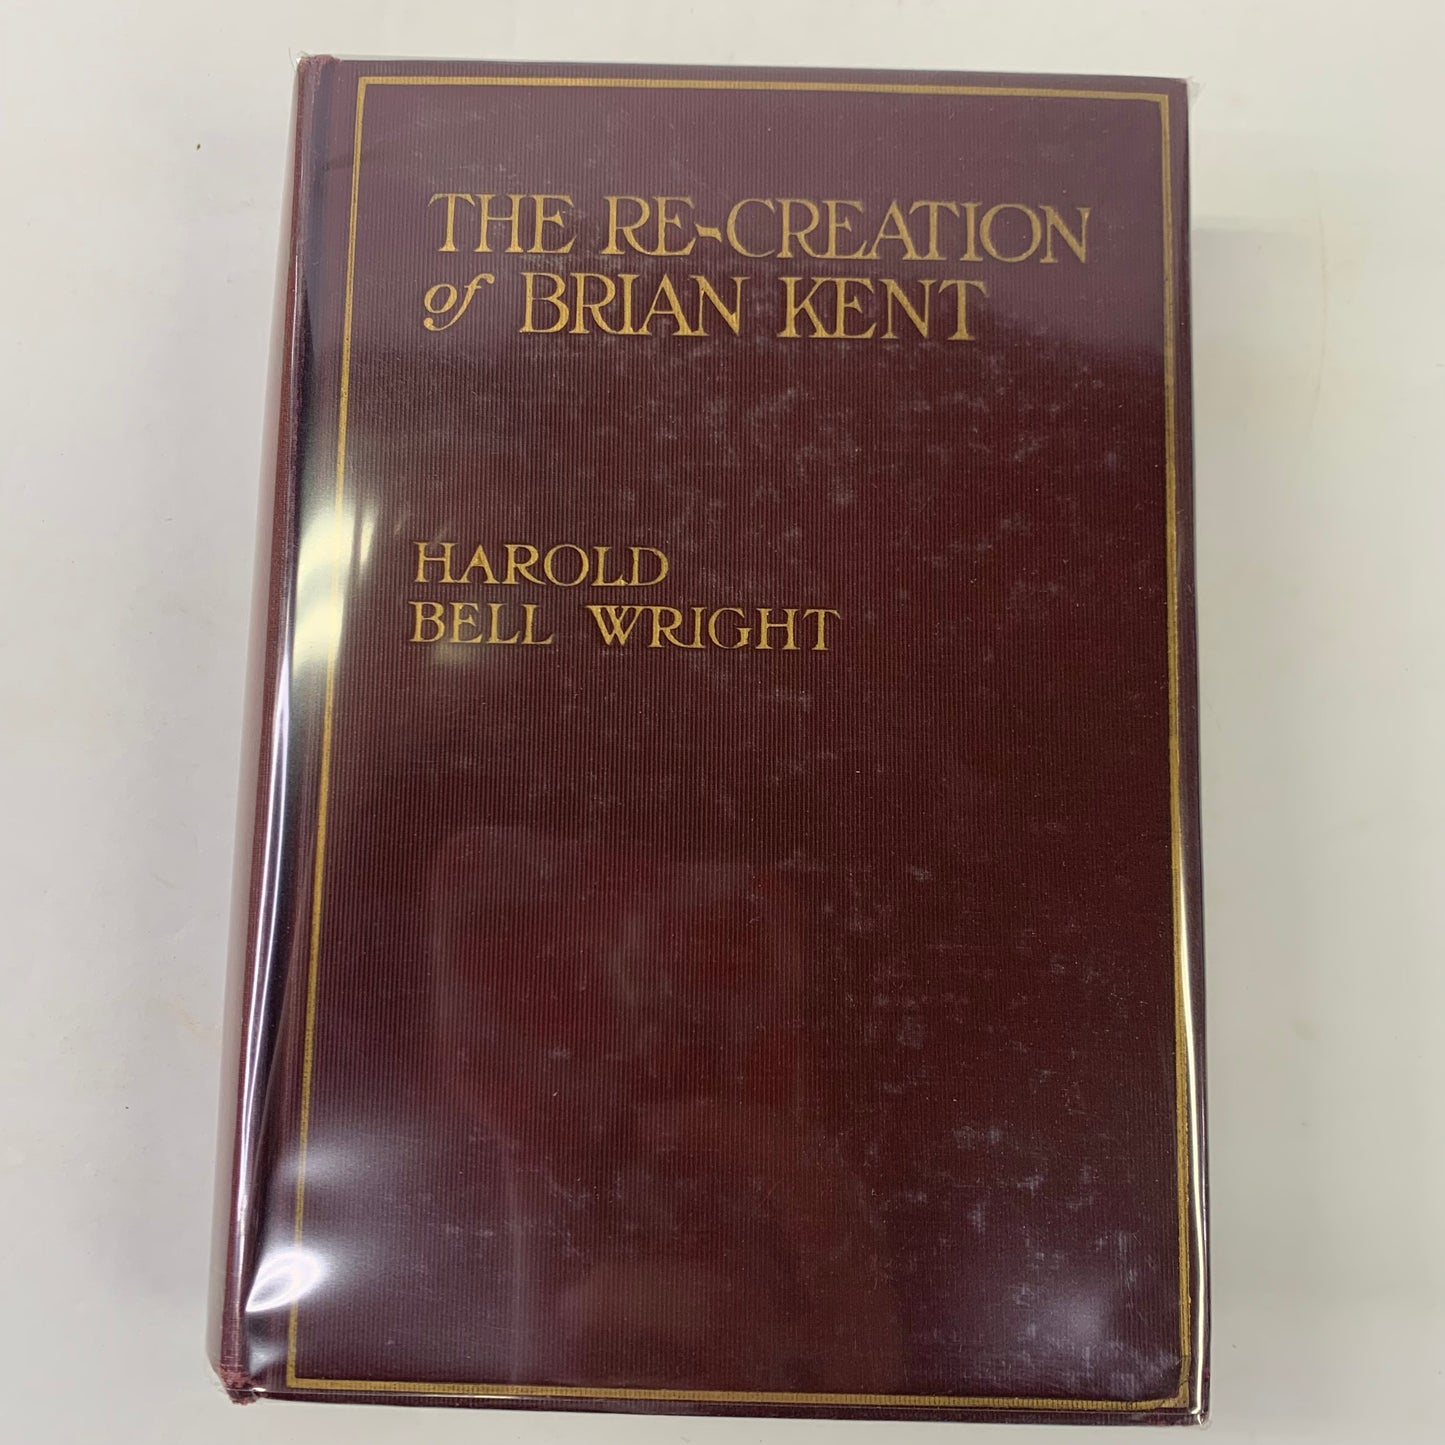 THE RE-CREATION
of BRIAN KENT
HAROLD
BELL WRIGHT